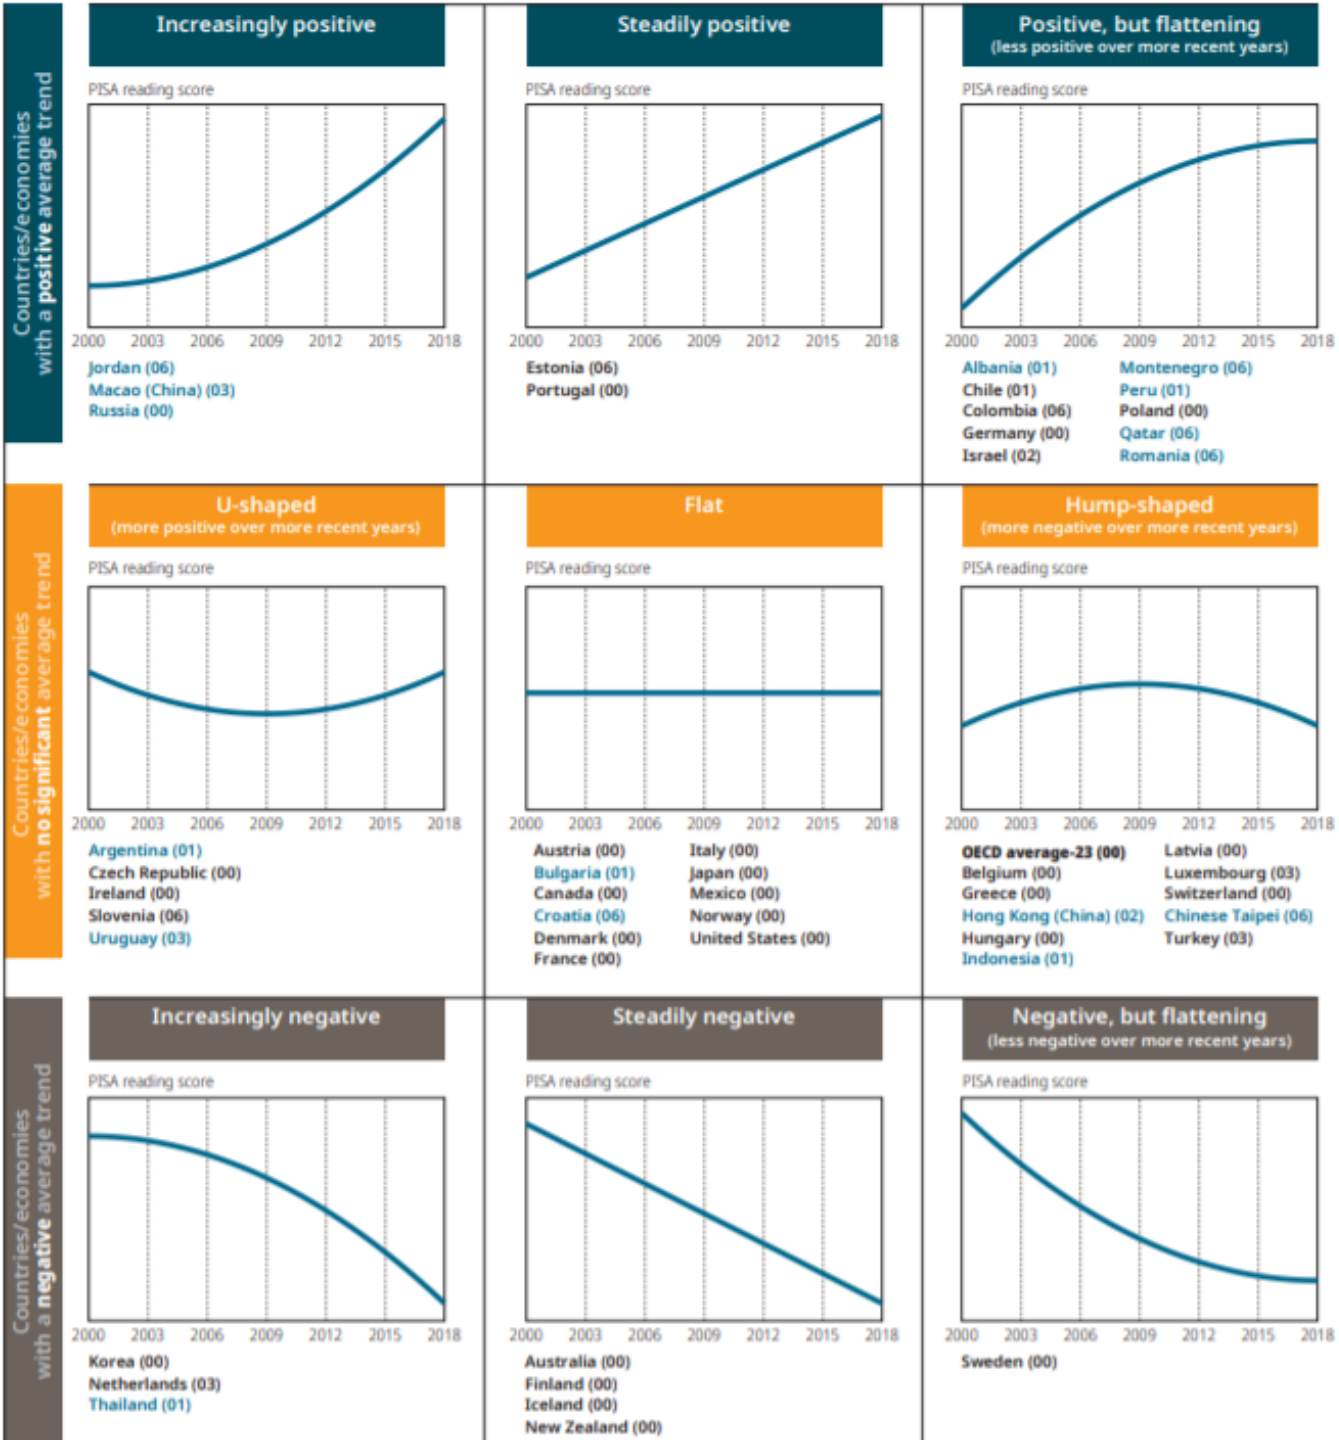 Countries/economies
with a positive average trend
Increasingly positive
PISA reading score
2000 2003 2006 2009 2012 2015 2018
Jordan (06)
Macao (China) (03)
Russia (00)
Steadily positive
PISA reading score
2000 2003 2006 2009 2012 2015 2018
Estonia (06)
Portugal (00)
Positive, but flattening
(less positive over more recent years)
PISA reading score
2000 2003 2006 2009 2012 2015 2018
Albania (01)
Chile (01)
Colombia (06)
Germany (00)
Israel (02)
Montenegro (06)
Peru (01)
Poland (00)
Qatar (06)
Romania (06)
Countries/economies
with no significant average trend
U-shaped
(more positive over more recent years)
PISA reading score
2000 2003 2006 2009 2012 2015 2018
Argentina (01)
Czech Republic (00)
Ireland (00)
Slovenia (06)
Uruguay (03)
Flat
PISA reading score
2000 2003 2006 2009 2012 2015 2018
Austria (00)
Bulgaria (01)
Canada (00)
Croatia (06)
Denmark (00)
France (00)
Italy (00)
Japan (00)
Mexico (00)
Norway (00)
United States (00)
Hump-shaped
(more negative over more recent years)
PISA reading score
2000 2003 2006 2009 2012 2015 2018
OECD average-23 (00)
Belgium (00)
Greece (00)
Hong Kong (China) (02)
Hungary (00)
Indonesia (01)
Latvia (00)
Luxembourg (03)
Switzerland (00)
Chinese Taipei (06)
Turkey (03)
Countries/economies
with a negative average trend
Increasingly negative
PISA reading score
2000 2003 2006 2009 2012 2015 2018
Korea (00)
Netherlands (03)
Thailand (01)
Steadily negative
PISA reading score
2000 2003 2006 2009 2012 2015 2018
Australia (00)
Finland (00)
Iceland (00)
New Zealand (00)
Negative, but flattening
(less negative over more recent years)
PISA reading score
2000 2003 2006 2009 2012 2015 2018
Sweden (00)